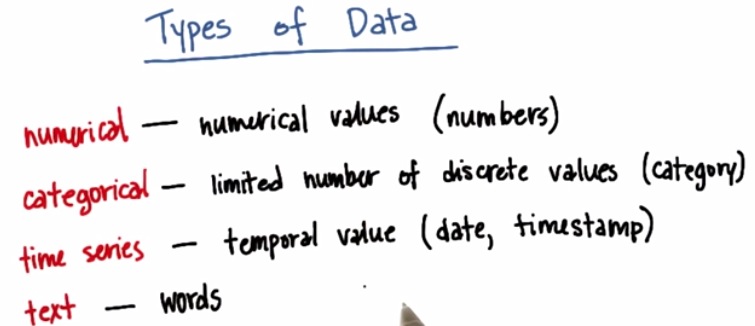 Types of Data
numerical — numerical values (numbers)
categorical — limited number of discrete values (category)
time series — temporal value (date, timestamp)
text — words